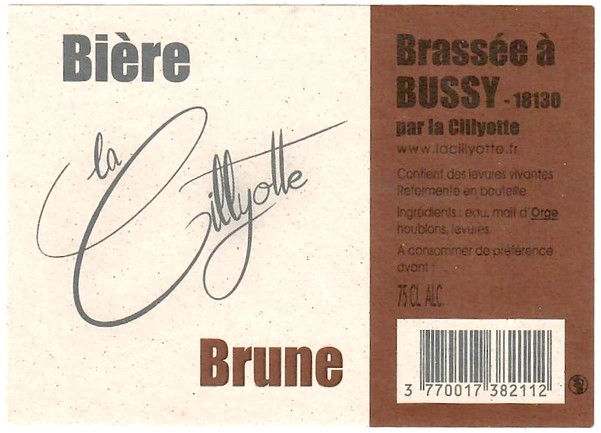 Bière
la Cillyotte
Brune
Brassée à
BUSSY - 18130
par la Cillyotte
www.lacillyotte.fr
Contient des levures vivantes
Refermente en bouteille
Ingrédients : eau, malt d'Orge
houblons, levures.
A consommer de préférence
avant :
75 CL ALC.
3 770017 382112